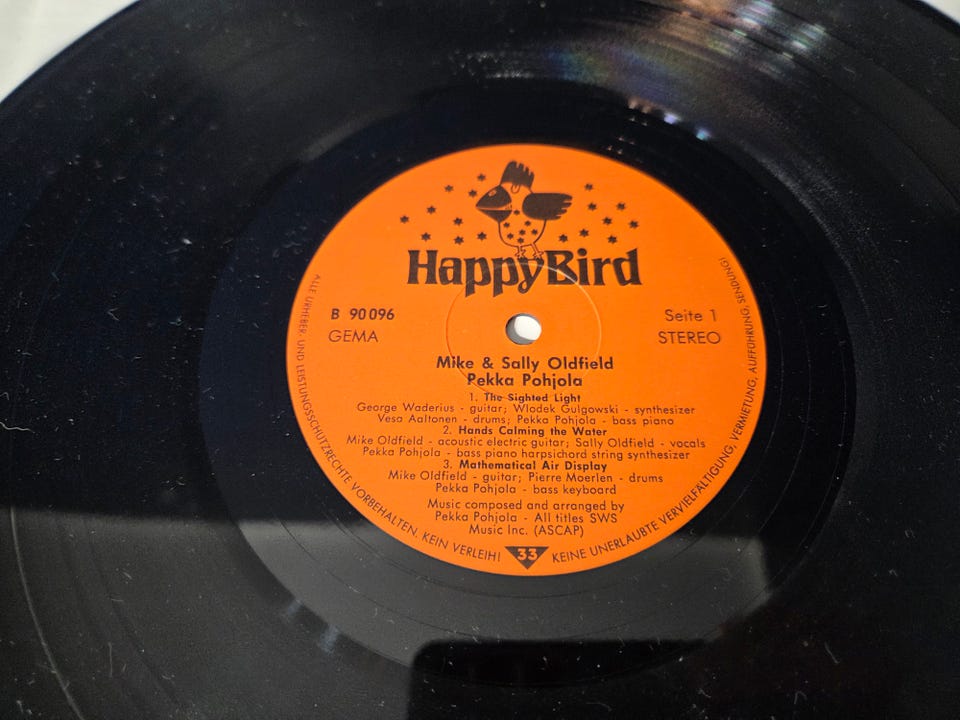 HappyBird
B 90 096
GEMA
Seite 1
STEREO
Mike & Sally Oldfield
Pekka Pohjola
1. The Sighted Light
George Waderius - guitar; Wlodek Gulgowski - synthesizer
Vesa Aaltonen - drums; Pekka Pohjola - bass piano
2. Hands Calming the Water
Mike Oldfield - acoustic electric guitar; Sally Oldfield - vocals
Pekka Pohjola - bass piano harpsichord string synthesizer
3. Mathematical Air Display
Mike Oldfield - guitar; Pierre Moerlen - drums
Pekka Pohjola - bass keyboard
Music composed and arranged by
Pekka Pohjola - All titles SWS
Music Inc. (ASCAP)
33
ALLE URHEBER- UND LEISTUNGSSCHUTZRECHTE VORBEHALTEN. KEIN VERLEIH! KEINE UNERLAUBTE VERVIELFÄLTIGUNG, VERMIETUNG, AUFFÜHRUNG, SENDUNG!